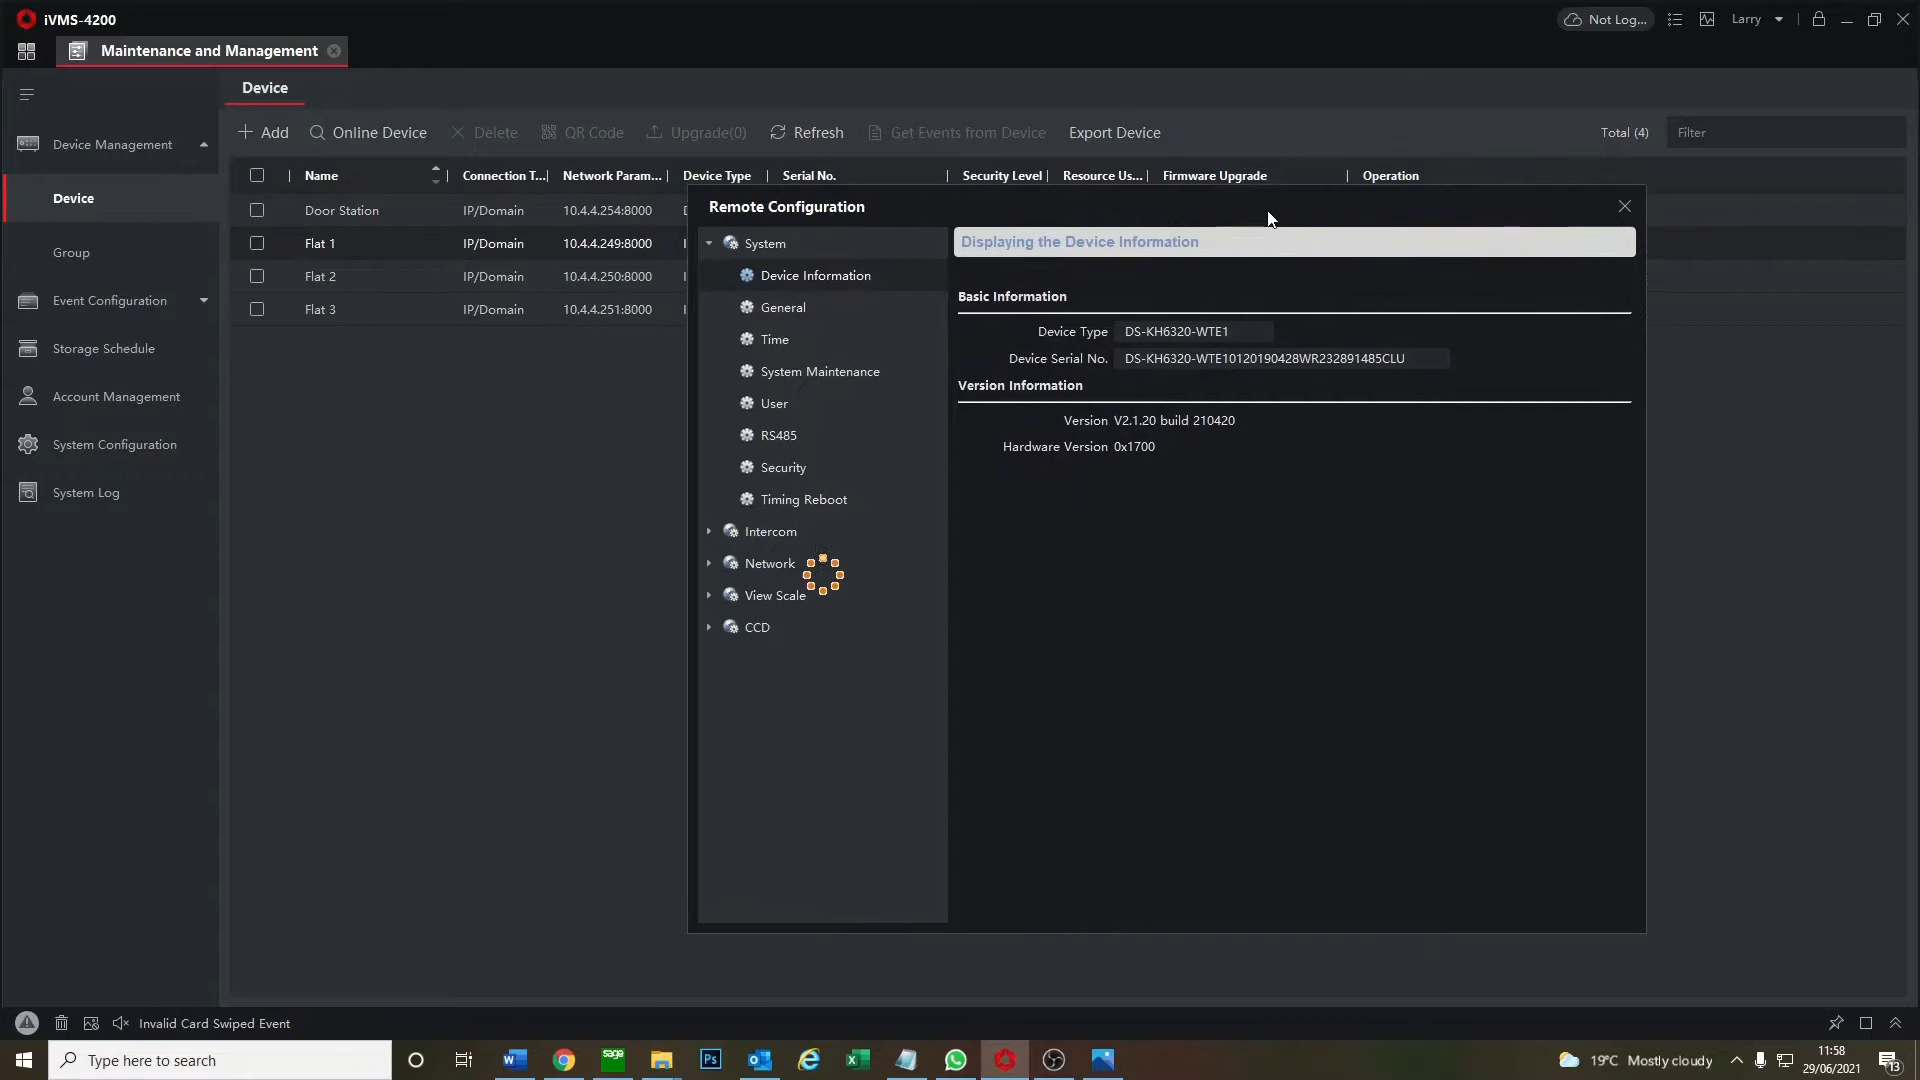 iVMS-4200
Not Log...
Larry
Maintenance and Management
Device
Add
Online Device
Delete
QR Code
Upgrade(0)
Refresh
Get Events from Device
Export Device
Total (4)
Filter
Device Management
Device
Group
Event Configuration
Storage Schedule
Account Management
System Configuration
System Log
Name
Connection T...
Network Param...
Device Type
Serial No.
Security Level
Resource Us...
Firmware Upgrade
Operation
Door Station IP/Domain 10.4.4.254:8000
Flat 1 IP/Domain 10.4.4.249:8000
Flat 2 IP/Domain 10.4.4.250:8000
Flat 3 IP/Domain 10.4.4.251:8000
Remote Configuration
System
Device Information
General
Time
System Maintenance
User
RS485
Security
Timing Reboot
Intercom
Network
View Scale
CCD
Displaying the Device Information
Basic Information
Device Type DS-KH6320-WTE1
Device Serial No. DS-KH6320-WTE10120190428WR232891485CLU
Version Information
Version V2.1.20 build 210420
Hardware Version 0x1700
Invalid Card Swiped Event
Type here to search
sage
Ps
19°C Mostly cloudy
11:58
29/06/2021
13